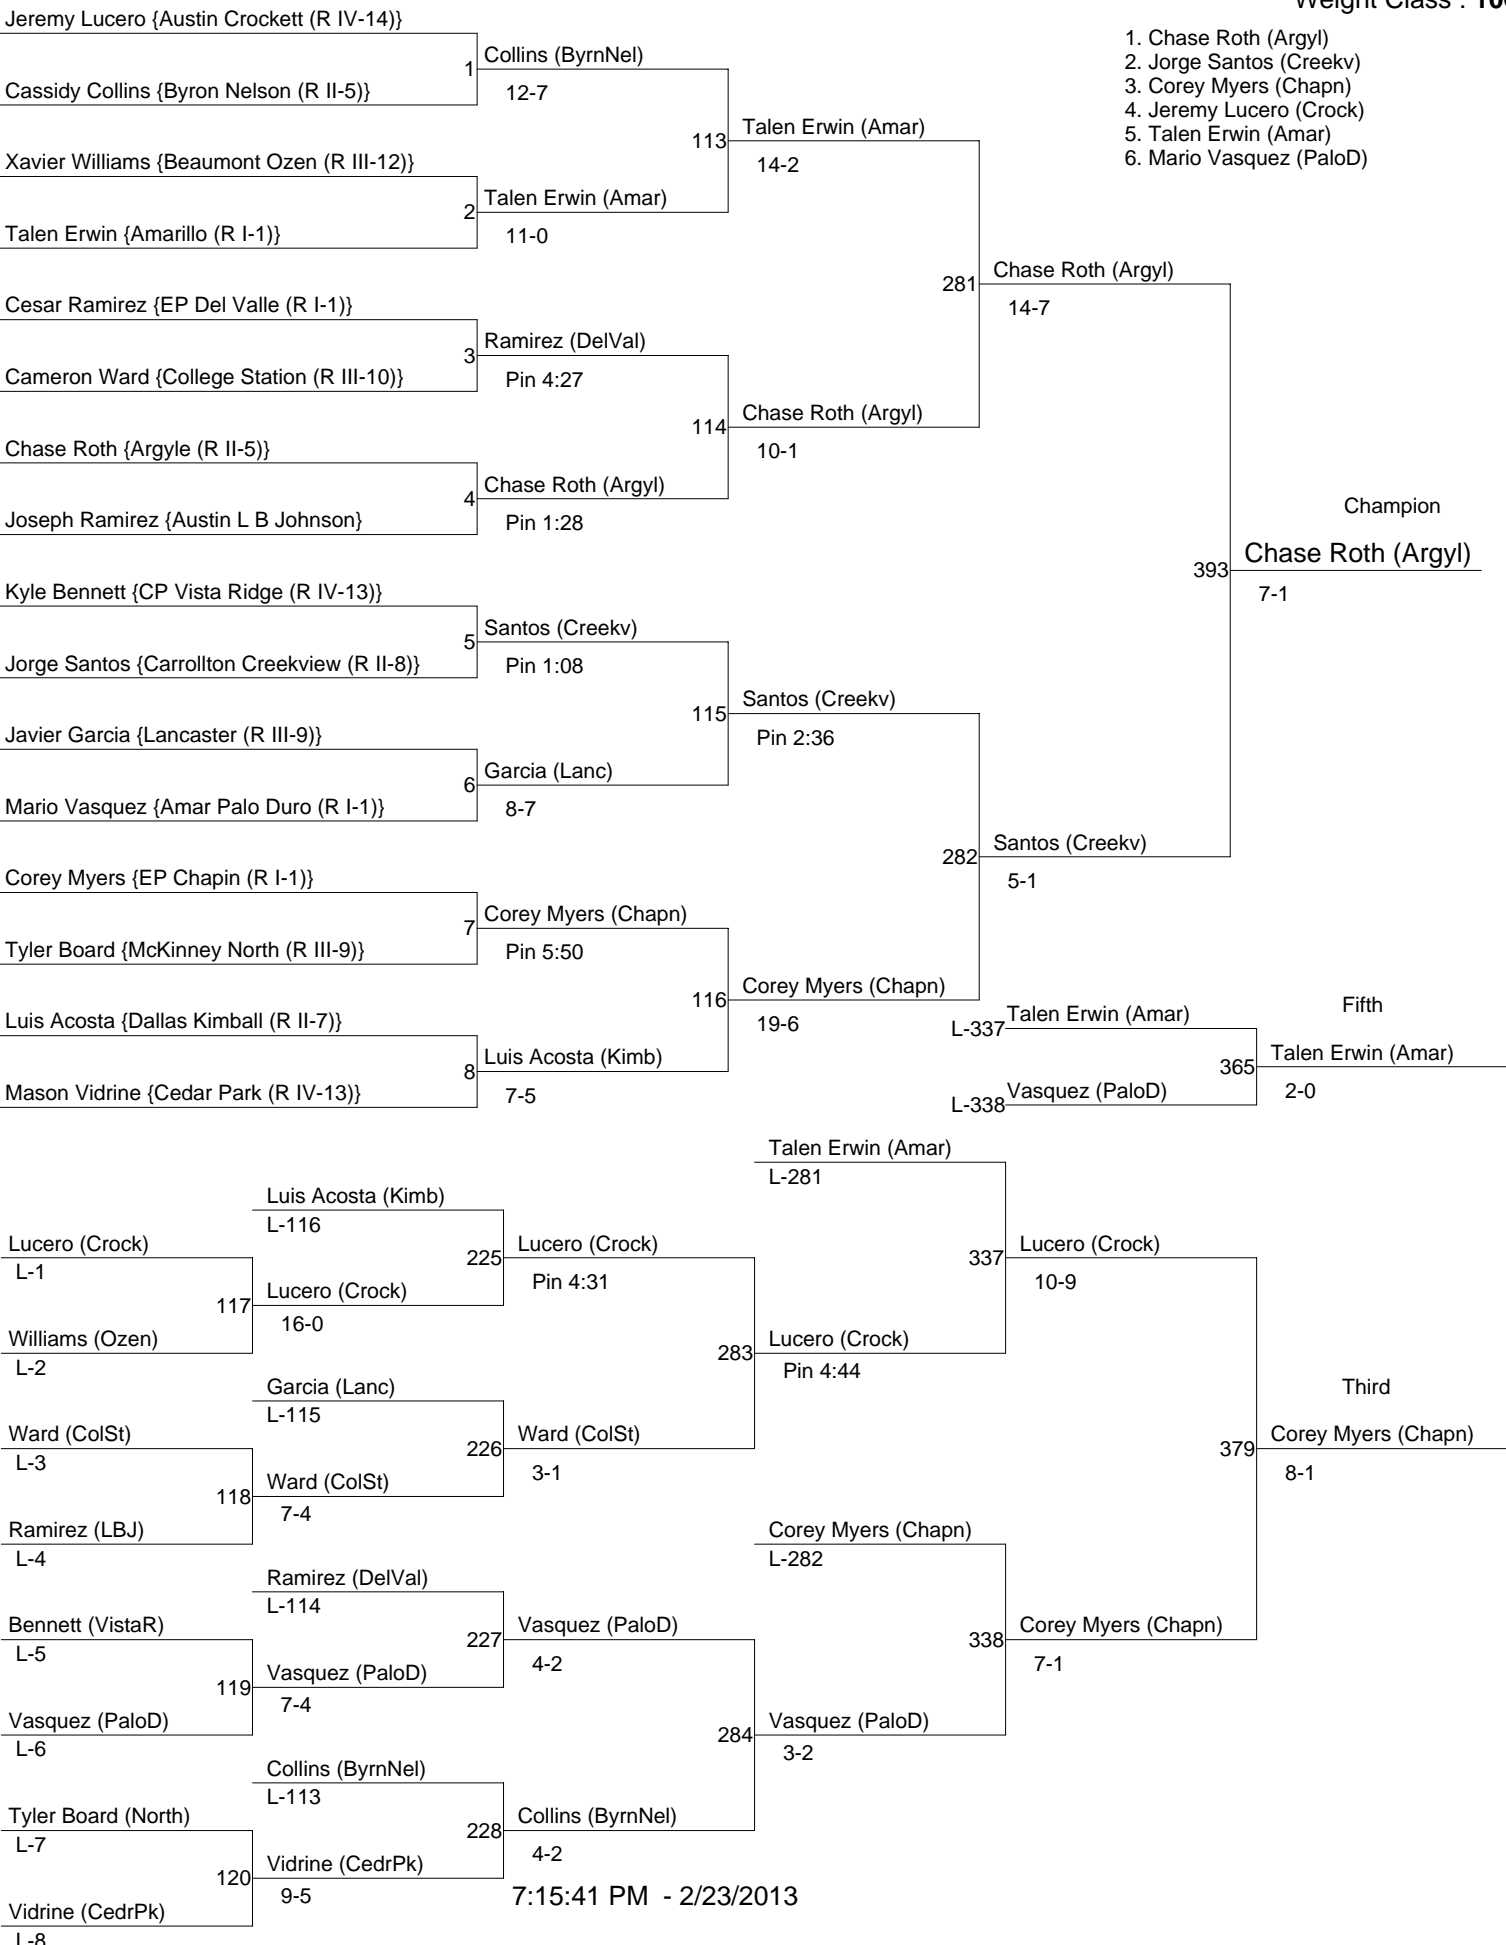 Weight Class :
1. Chase Roth (Argyl)
2. Jorge Santos (Creekv)
3. Corey Myers (Chapn)
4. Jeremy Lucero (Crock)
5. Talen Erwin (Amar)
6. Mario Vasquez (PaloD)
Jeremy Lucero {Austin Crockett (R IV-14)}
1
Collins (ByrnNel)
12-7
Cassidy Collins {Byron Nelson (R II-5)}
113
Talen Erwin (Amar)
14-2
Xavier Williams {Beaumont Ozen (R III-12)}
2
Talen Erwin (Amar)
11-0
Talen Erwin {Amarillo (R I-1)}
281
Chase Roth (Argyl)
14-7
Cesar Ramirez {EP Del Valle (R I-1)}
3
Ramirez (DelVal)
Pin 4:27
Cameron Ward {College Station (R III-10)}
114
Chase Roth (Argyl)
10-1
Chase Roth {Argyle (R II-5)}
4
Chase Roth (Argyl)
Pin 1:28
Joseph Ramirez {Austin L B Johnson}
Champion
393
Chase Roth (Argyl)
7-1
Kyle Bennett {CP Vista Ridge (R IV-13)}
5
Santos (Creekv)
Pin 1:08
Jorge Santos {Carrollton Creekview (R II-8)}
115
Santos (Creekv)
Pin 2:36
Javier Garcia {Lancaster (R III-9)}
6
Garcia (Lanc)
8-7
Mario Vasquez {Amar Palo Duro (R I-1)}
282
Santos (Creekv)
5-1
Corey Myers {EP Chapin (R I-1)}
7
Corey Myers (Chapn)
Pin 5:50
Tyler Board {McKinney North (R III-9)}
116
Corey Myers (Chapn)
19-6
Luis Acosta {Dallas Kimball (R II-7)}
8
Luis Acosta (Kimb)
7-5
Mason Vidrine {Cedar Park (R IV-13)}
Fifth
L-337
Talen Erwin (Amar)
365
Talen Erwin (Amar)
2-0
L-338
Vasquez (PaloD)
Talen Erwin (Amar)
L-281
Luis Acosta (Kimb)
L-116
Lucero (Crock)
L-1
225
Lucero (Crock)
Pin 4:31
337
Lucero (Crock)
10-9
117
Lucero (Crock)
16-0
Williams (Ozen)
L-2
283
Lucero (Crock)
Pin 4:44
Garcia (Lanc)
L-115
Third
Ward (ColSt)
L-3
226
Ward (ColSt)
3-1
379
Corey Myers (Chapn)
8-1
118
Ward (ColSt)
7-4
Ramirez (LBJ)
L-4
Corey Myers (Chapn)
L-282
Ramirez (DelVal)
L-114
Bennett (VistaR)
L-5
227
Vasquez (PaloD)
4-2
338
Corey Myers (Chapn)
7-1
119
Vasquez (PaloD)
7-4
Vasquez (PaloD)
L-6
284
Vasquez (PaloD)
3-2
Collins (ByrnNel)
L-113
Tyler Board (North)
L-7
228
Collins (ByrnNel)
4-2
120
Vidrine (CedrPk)
9-5
7:15:41 PM - 2/23/2013
Vidrine (CedrPk)
L-8